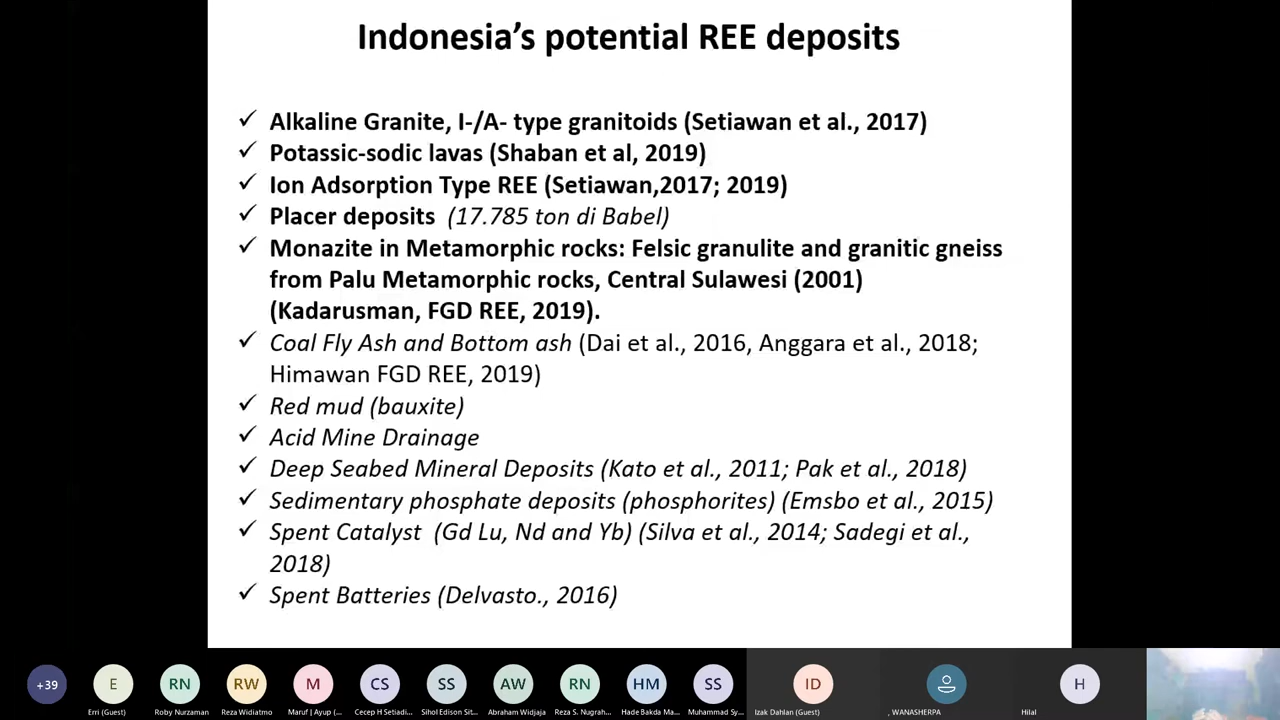 Indonesia's potential REE deposits
✓ Alkaline Granite, I-/A- type granitoids (Setiawan et al., 2017)
✓ Potassic-sodic lavas (Shaban et al, 2019)
✓ Ion Adsorption Type REE (Setiawan,2017; 2019)
✓ Placer deposits (17.785 ton di Babel)
✓ Monazite in Metamorphic rocks: Felsic granulite and granitic gneiss
from Palu Metamorphic rocks, Central Sulawesi (2001)
(Kadarusman, FGD REE, 2019).
✓ Coal Fly Ash and Bottom ash (Dai et al., 2016, Anggara et al., 2018;
Himawan FGD REE, 2019)
✓ Red mud (bauxite)
✓ Acid Mine Drainage
✓ Deep Seabed Mineral Deposits (Kato et al., 2011; Pak et al., 2018)
✓ Sedimentary phosphate deposits (phosphorites) (Emsbo et al., 2015)
✓ Spent Catalyst (Gd Lu, Nd and Yb) (Silva et al., 2014; Sadegi et al.,
2018)
✓ Spent Batteries (Delvasto., 2016)
+39 E RN RW M CS SS AW RN HM SS ID H
Erri (Guest) Roby Nurzaman Reza Widiatmo Maruf | Ayup (... Cecep H Setiadi... Sihol Edison Sit... Abraham Widjaja Reza S. Nugrah... Hade Bakda Ma... Muhammad Sy... Izak Dahlan (Guest) , WANASHERPA Hilal